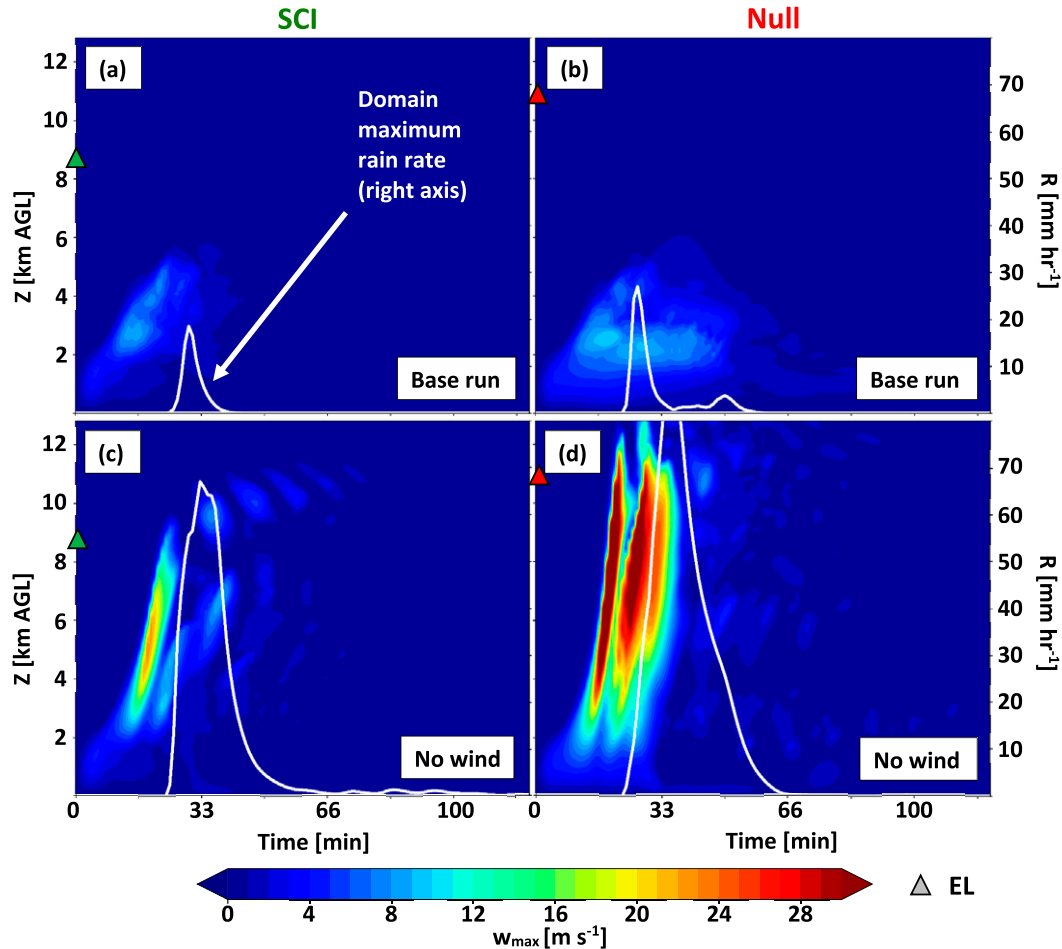 SCI
Null
(a)
Domain
maximum
rain rate
(right axis)
Base run
12
10
8
6
4
2
Z [km AGL]
(b)
Base run
70
60
50
40
30
20
10
R [mm hr⁻¹]
(c)
No wind
12
10
8
6
4
2
Z [km AGL]
0
33
66
100
Time [min]
(d)
No wind
70
60
50
40
30
20
10
R [mm hr⁻¹]
0
33
66
100
Time [min]
0
4
8
12
16
20
24
28
wmax [m s⁻¹]
EL